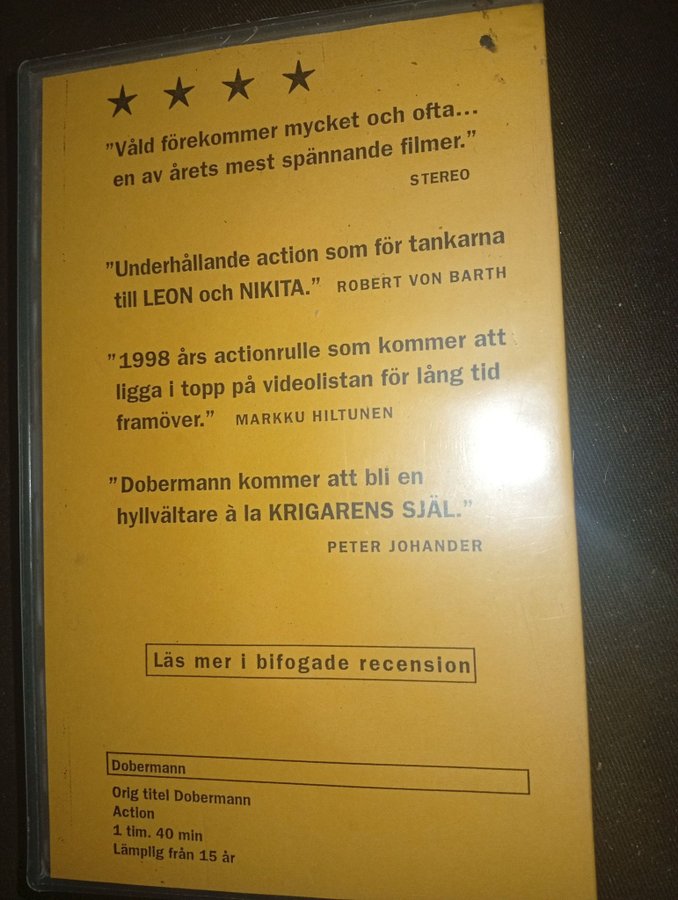 ★ ★ ★ ★
”Våld förekommer mycket och ofta...
en av årets mest spännande filmer.”
STEREO
”Underhållande action som för tankarna
till LEON och NIKITA.” ROBERT VON BARTH
”1998 års actionrulle som kommer att
ligga i topp på videolistan för lång tid
framöver.” MARKKU HILTUNEN
”Dobermann kommer att bli en
hyllvältare à la KRIGARENS SJÄL.”
PETER JOHANDER
Läs mer i bifogade recension
Dobermann
Orig titel Dobermann
Action
1 tim. 40 min
Lämplig från 15 år